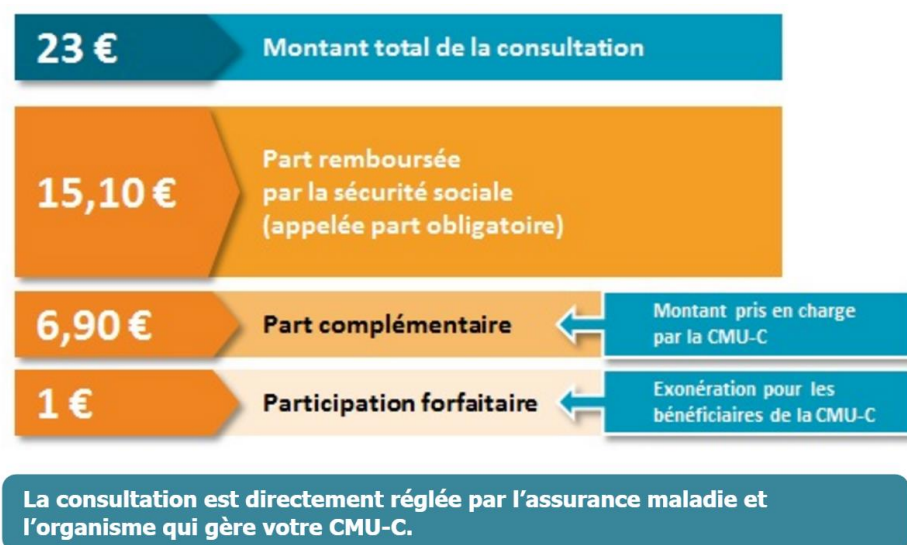 23 €
Montant total de la consultation
15,10 €
Part remboursée
par la sécurité sociale
(appelée part obligatoire)
6,90 €
Part complémentaire
Montant pris en charge
par la CMU-C
1 €
Participation forfaitaire
Exonération pour les
bénéficiaires de la CMU-C
La consultation est directement réglée par l’assurance maladie et
l’organisme qui gère votre CMU-C.